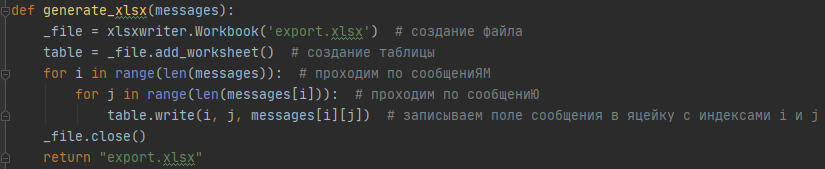 def generate_xlsx(messages):
    _file = xlsxwriter.Workbook('export.xlsx')  # создание файла
    table = _file.add_worksheet()  # создание таблицы
    for i in range(len(messages)):  # проходим по сообщениЯМ
        for j in range(len(messages[i])):  # проходим по сообщениЮ
            table.write(i, j, messages[i][j])  # записываем поле сообщения в яцейку с индексами i и j
    _file.close()
    return "export.xlsx"